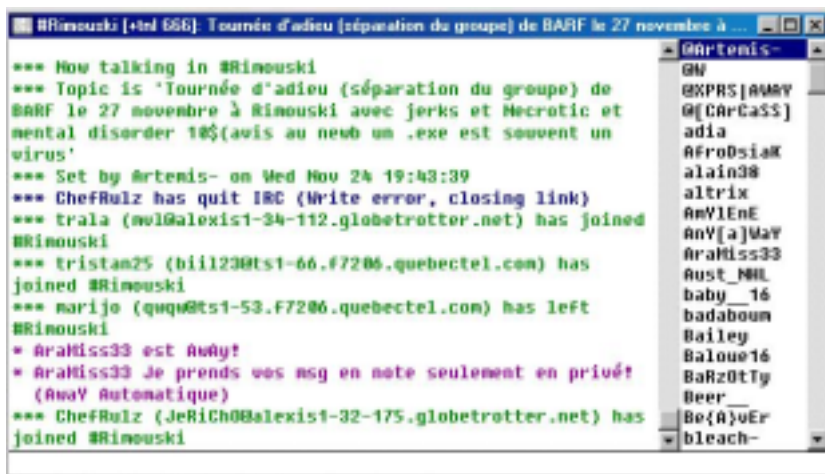 #Rimouski [+tnl 666]: Tournée d'adieu (séparation du groupe) de BARF le 27 novembre à ...
*** Now talking in #Rimouski
*** Topic is 'Tournée d'adieu (séparation du groupe) de
BARF le 27 novembre à Rimouski avec jerks et Necrotic et
mental disorder 10$(avis au newb un .exe est souvent un
virus'
*** Set by Artemis- on Wed Nov 24 19:43:39
*** ChefRulz has quit IRC (Write error, closing link)
*** trala (mvl@alexis1-34-112.globetrotter.net) has joined
#Rimouski
*** tristan25 (biil23@ts1-66.f7206.quebectel.com) has
joined #Rimouski
*** marijo (qwqw@ts1-53.f7206.quebectel.com) has left
#Rimouski
* AraMiss33 est AwAy!
* AraMiss33 Je prends vos msg en note seulement en privé!
(AwaY Automatique)
*** ChefRulz (JeRiCh0@alexis1-32-175.globetrotter.net) has
joined #Rimouski
@Artemis-
@W
@XPRS|AWAY
@[CArCaSS]
adia
AfroDsiaK
alain38
altrix
AmYlEnE
AnY[a]WaY
AraMiss33
Aust_NHL
baby__16
badaboum
Bailey
Baloue16
BaRzOtTy
Beer__
Be{A}vEr
bleach-